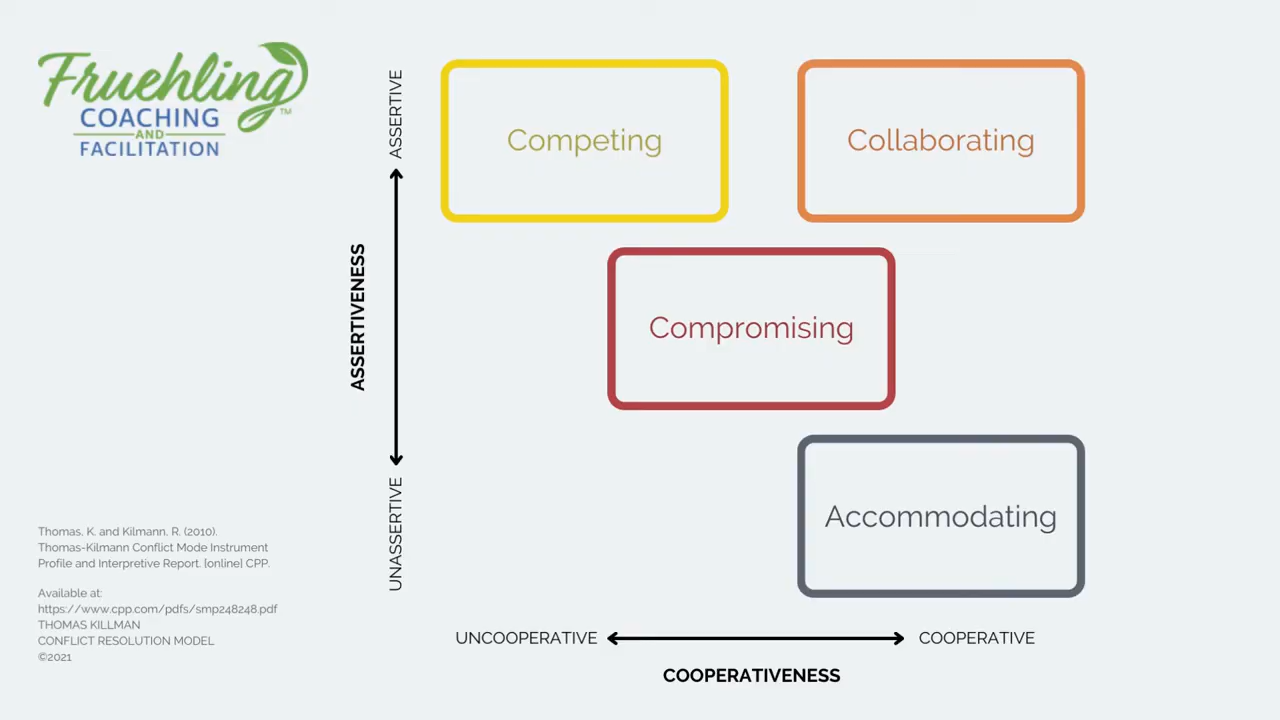 Fruehling™
COACHING
AND
FACILITATION
ASSERTIVE
Competing
Collaborating
ASSERTIVENESS
Compromising
UNASSERTIVE
Accommodating
Thomas, K. and Kilmann, R. (2010).
Thomas-Kilmann Conflict Mode Instrument
Profile and Interpretive Report. [online] CPP.
Available at:
https://www.cpp.com/pdfs/smp248248.pdf
THOMAS KILLMAN
CONFLICT RESOLUTION MODEL
©2021
UNCOOPERATIVE
COOPERATIVE
COOPERATIVENESS